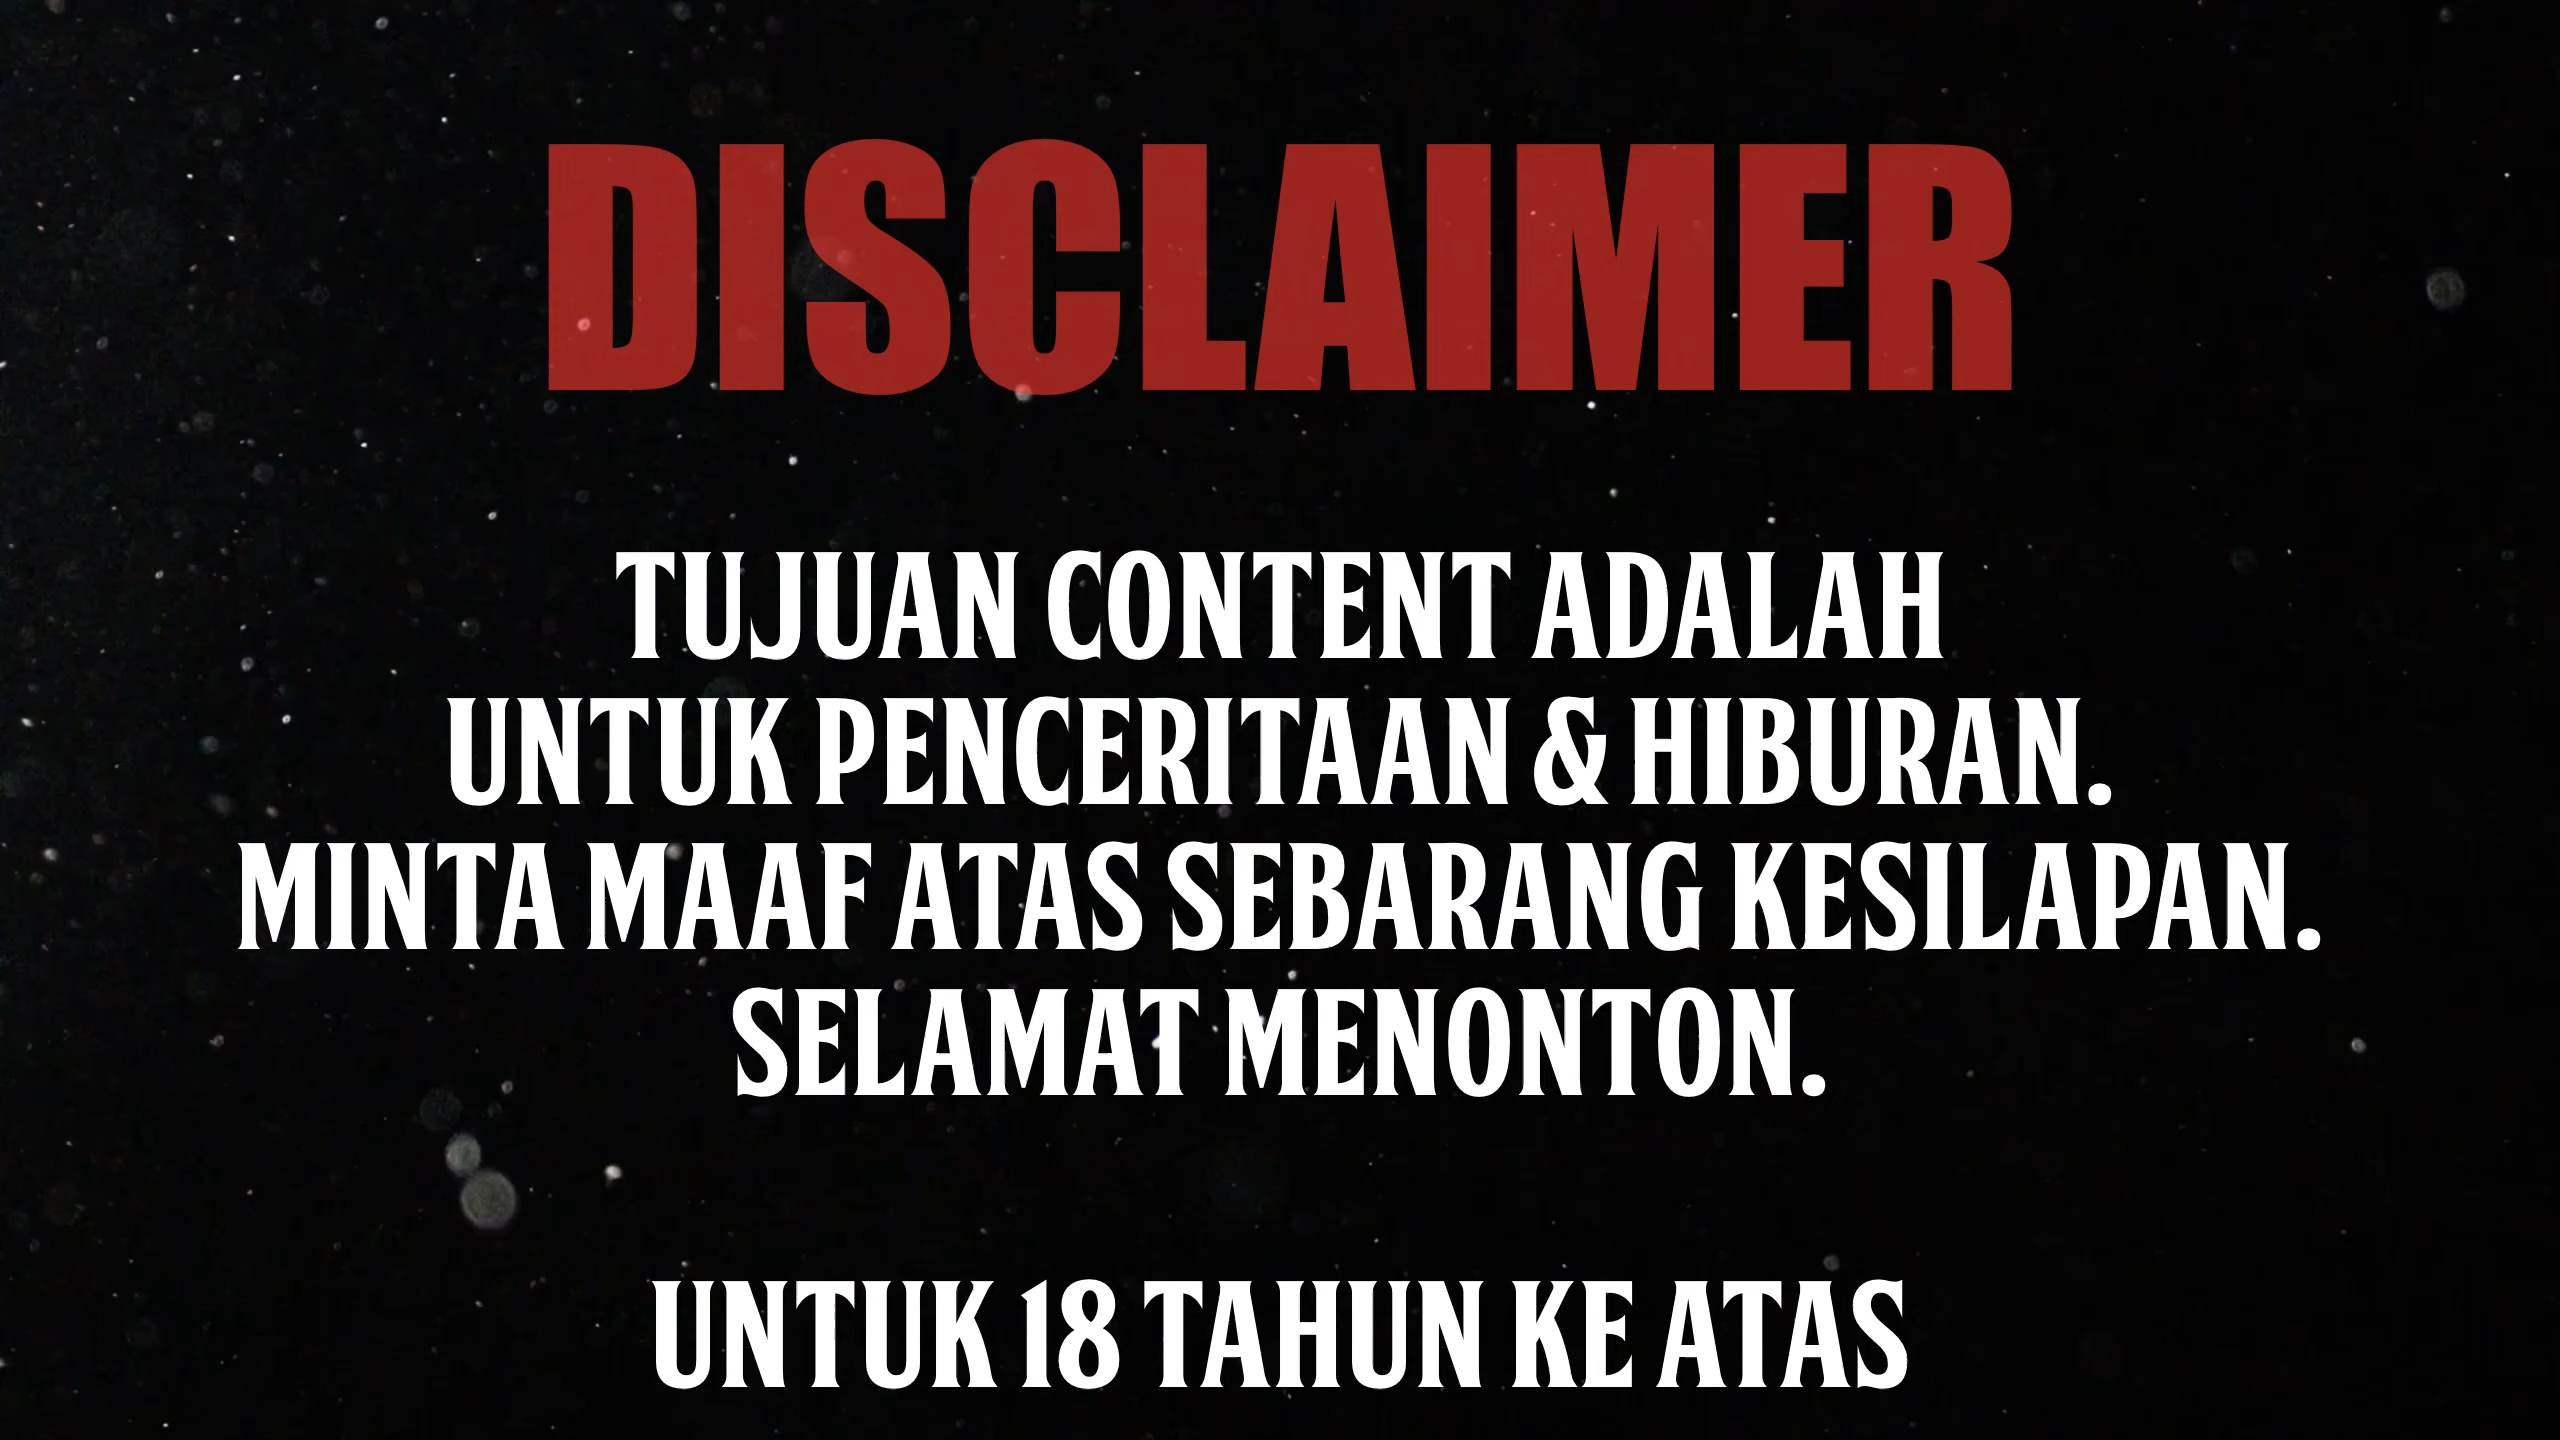 DISCLAIMER
TUJUAN CONTENT ADALAH
UNTUK PENCERITAAN & HIBURAN.
MINTA MAAF ATAS SEBARANG KESILAPAN.
SELAMAT MENONTON.
UNTUK 18 TAHUN KE ATAS